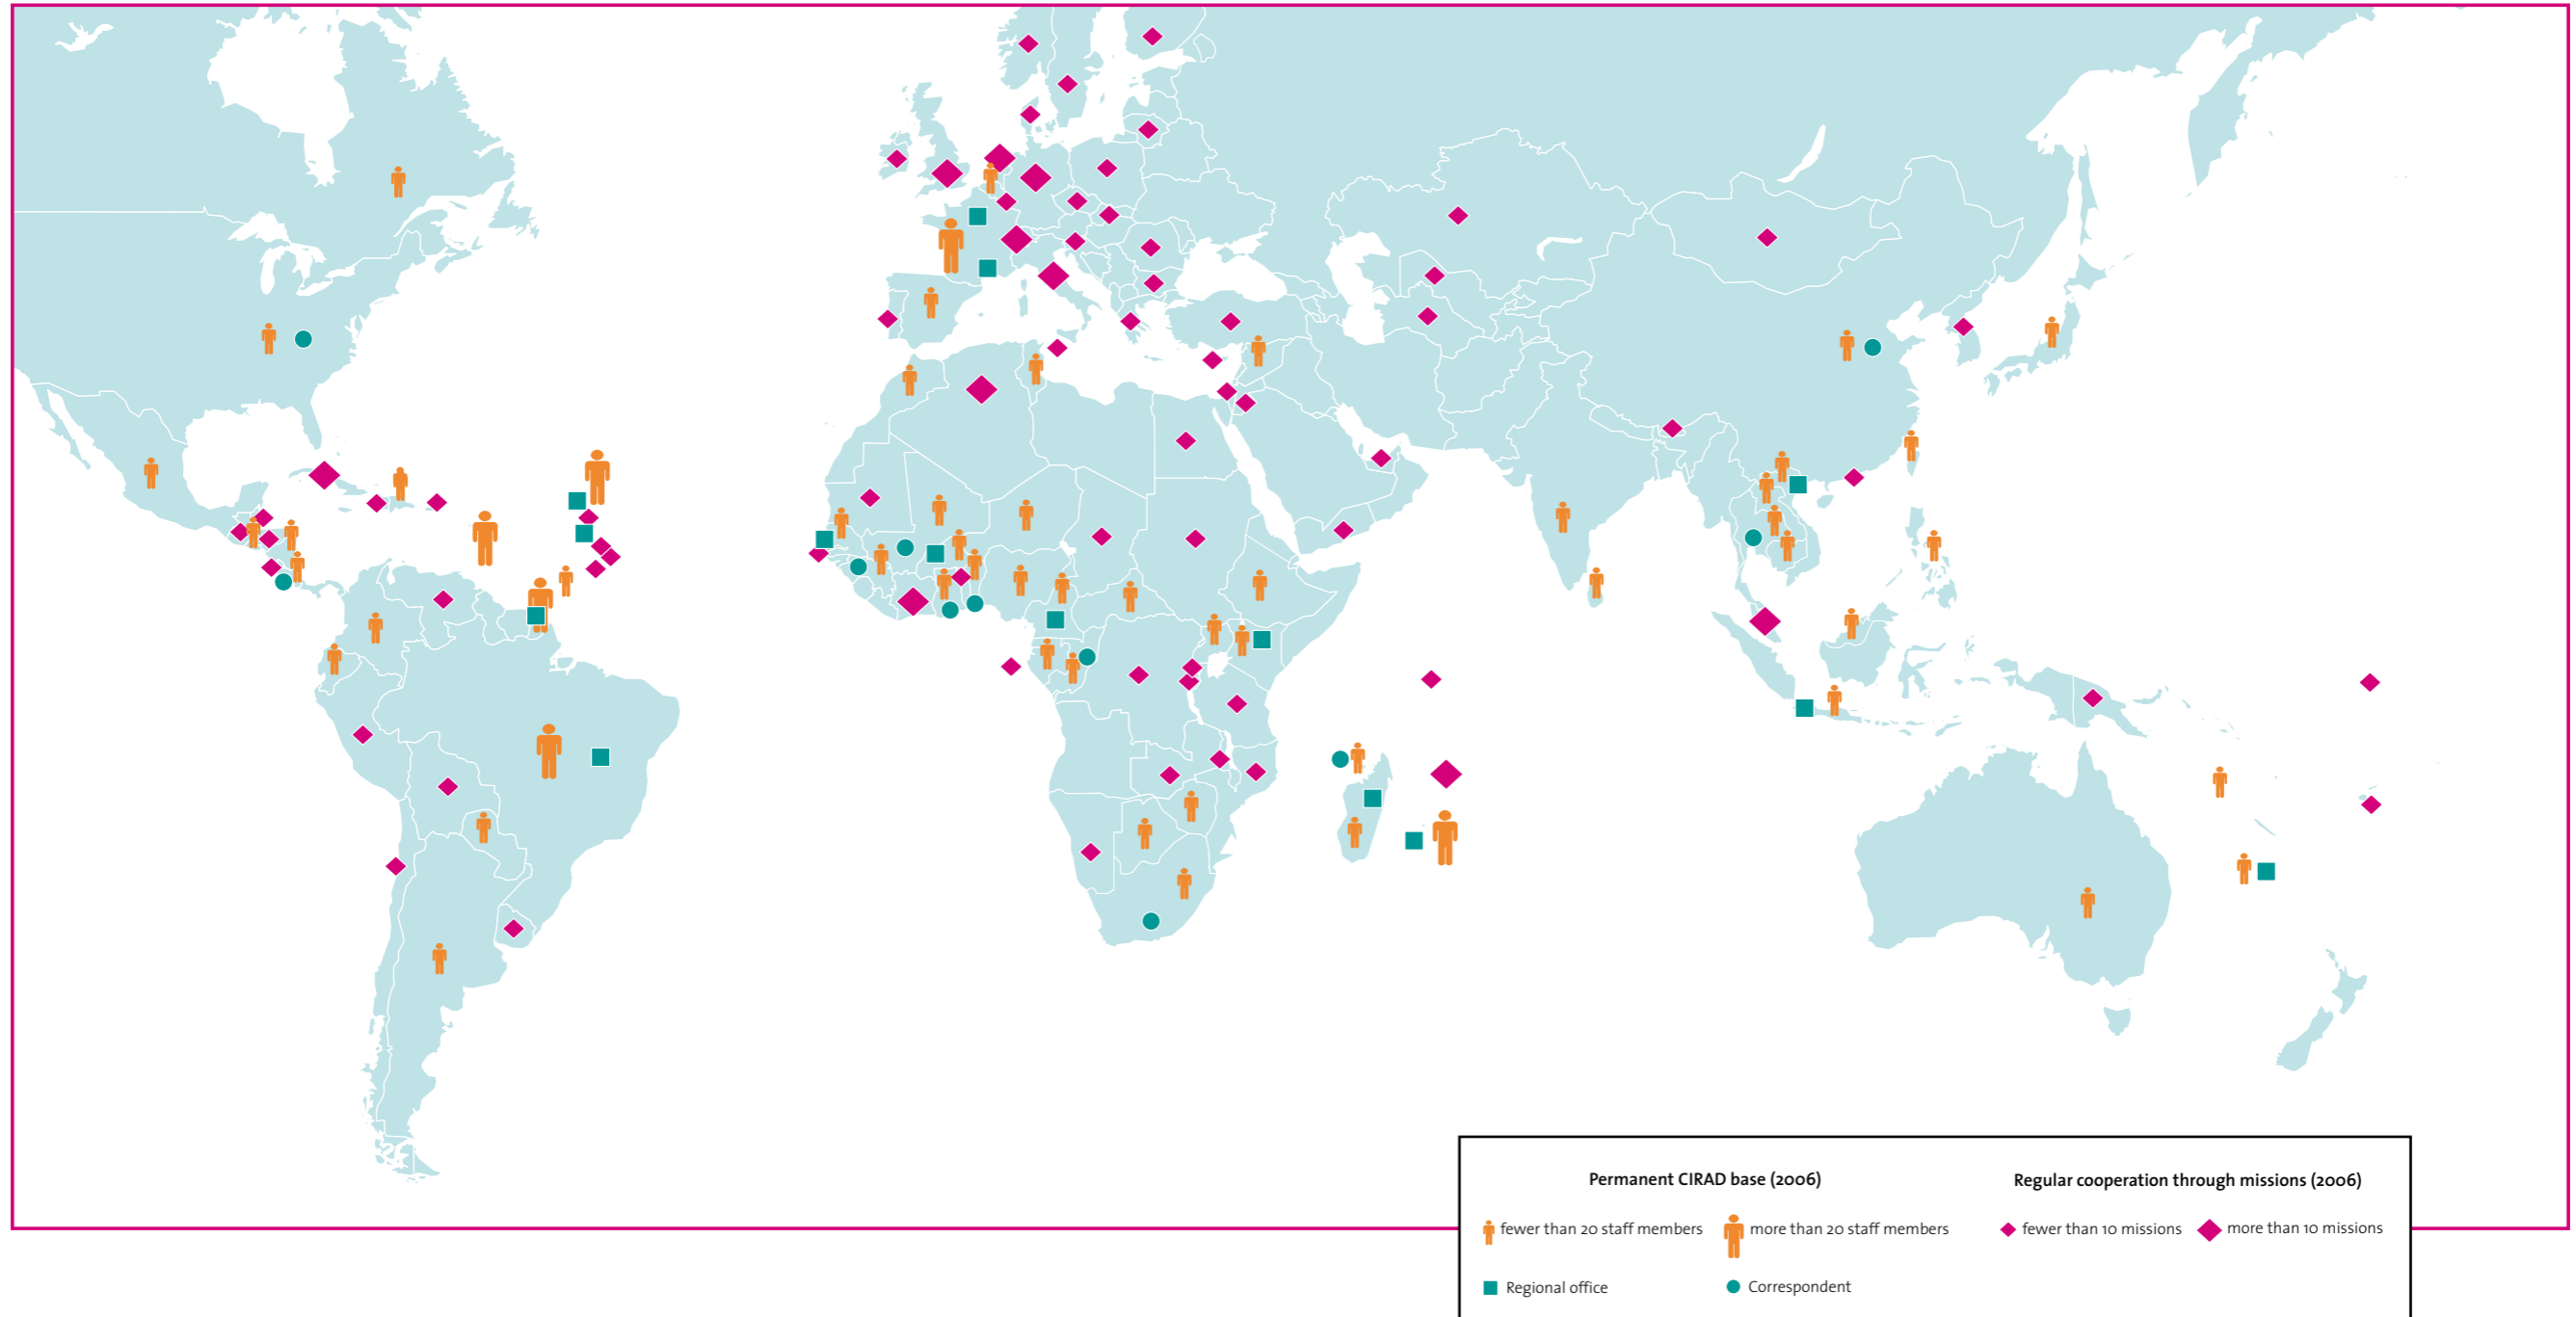 Permanent CIRAD base (2006)
Regular cooperation through missions (2006)
fewer than 20 staff members
more than 20 staff members
fewer than 10 missions
more than 10 missions
Regional office
Correspondent